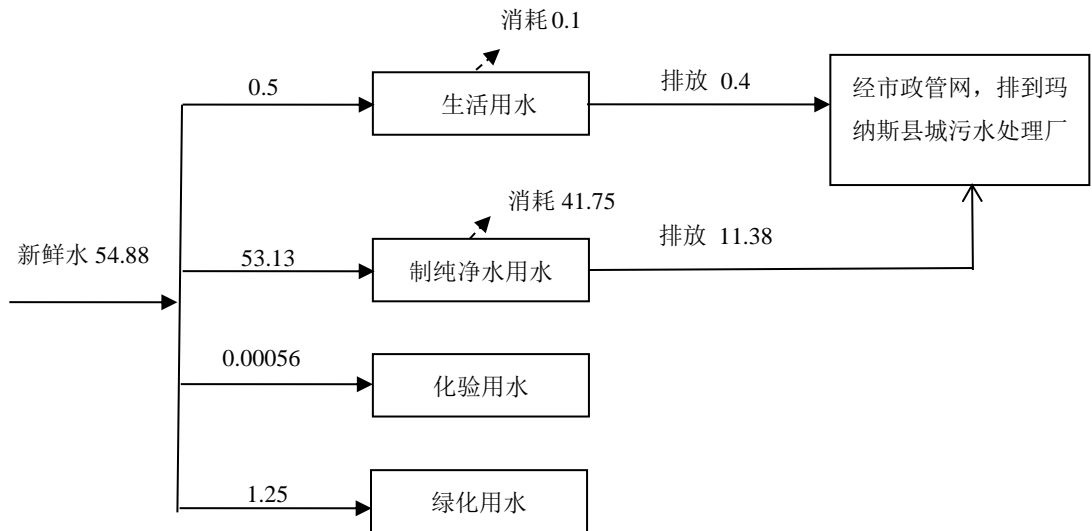 消耗 0.1
0.5
生活用水
排放 0.4
经市政管网，排到玛
纳斯县城污水处理厂
消耗 41.75
新鲜水 54.88
53.13
制纯净水用水
排放 11.38
0.00056
化验用水
1.25
绿化用水